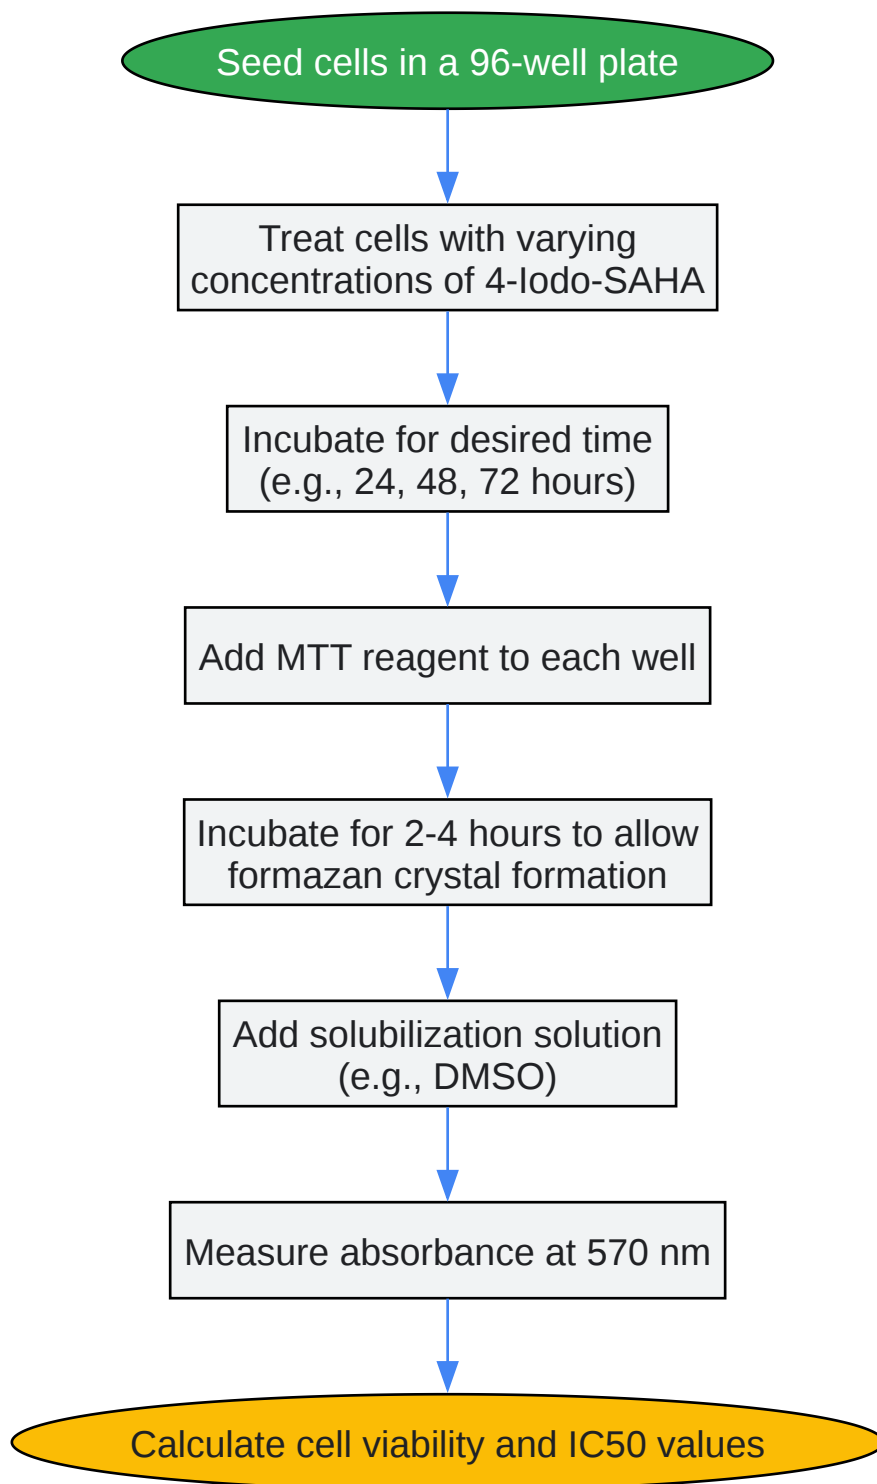 Seed cells in a 96-well plate
Treat cells with varying
concentrations of 4-Iodo-SAHA
Incubate for desired time
(e.g., 24, 48, 72 hours)
Add MTT reagent to each well
Incubate for 2-4 hours to allow
formazan crystal formation
Add solubilization solution
(e.g., DMSO)
Measure absorbance at 570 nm
Calculate cell viability and IC50 values